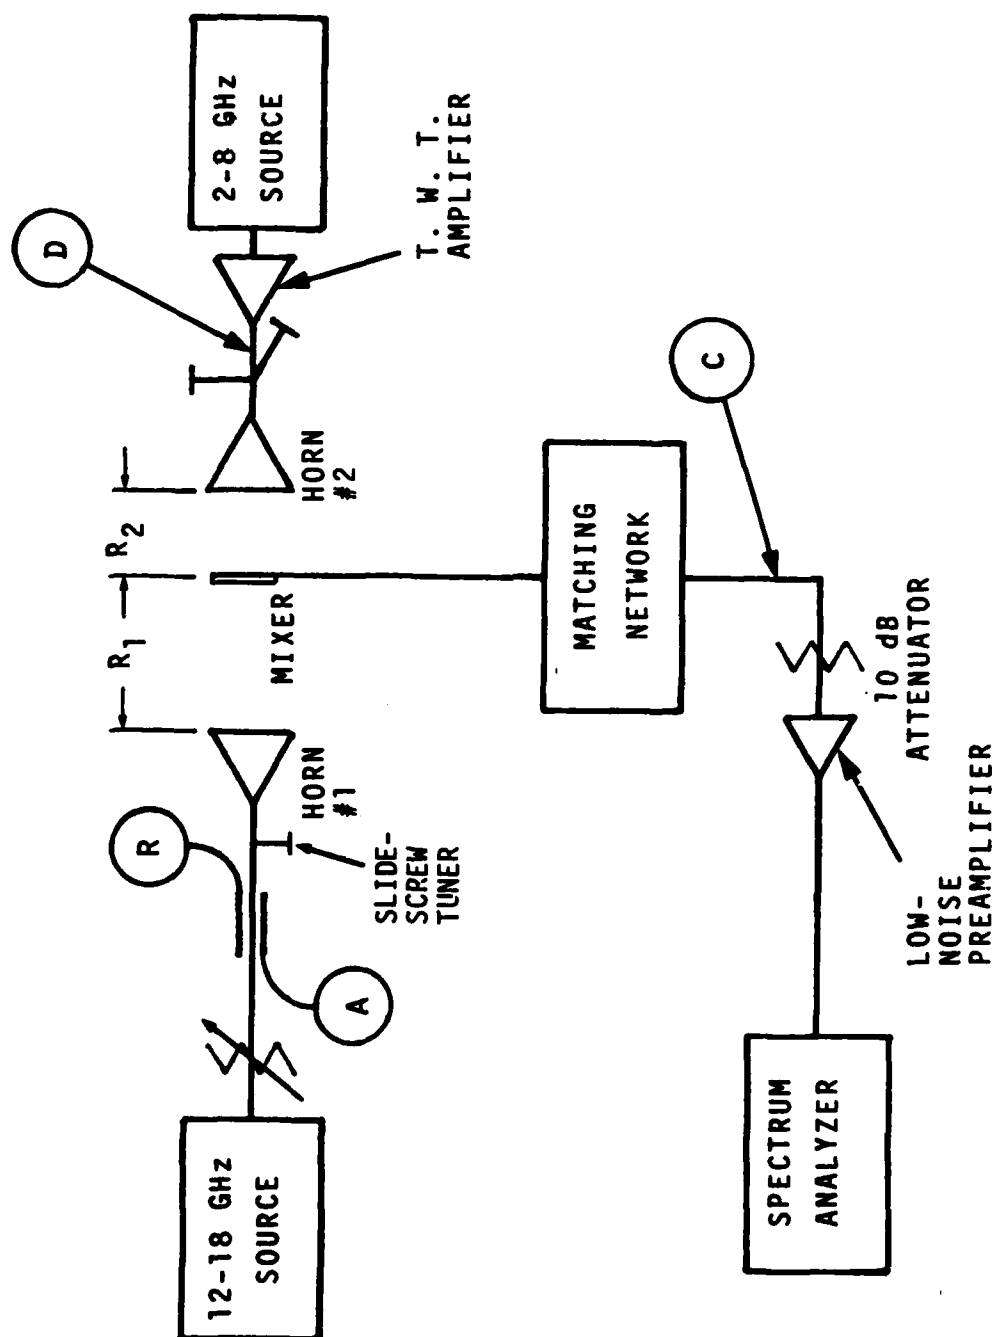 12-18 GHz
SOURCE
A
R
SLIDE-
SCREW
TUNER
HORN
#1
R1
R2
MIXER
HORN
#2
D
2-8 GHz
SOURCE
T. W. T.
AMPLIFIER
MATCHING
NETWORK
C
10 dB
ATTENUATOR
LOW-
NOISE
PREAMPLIFIER
SPECTRUM
ANALYZER